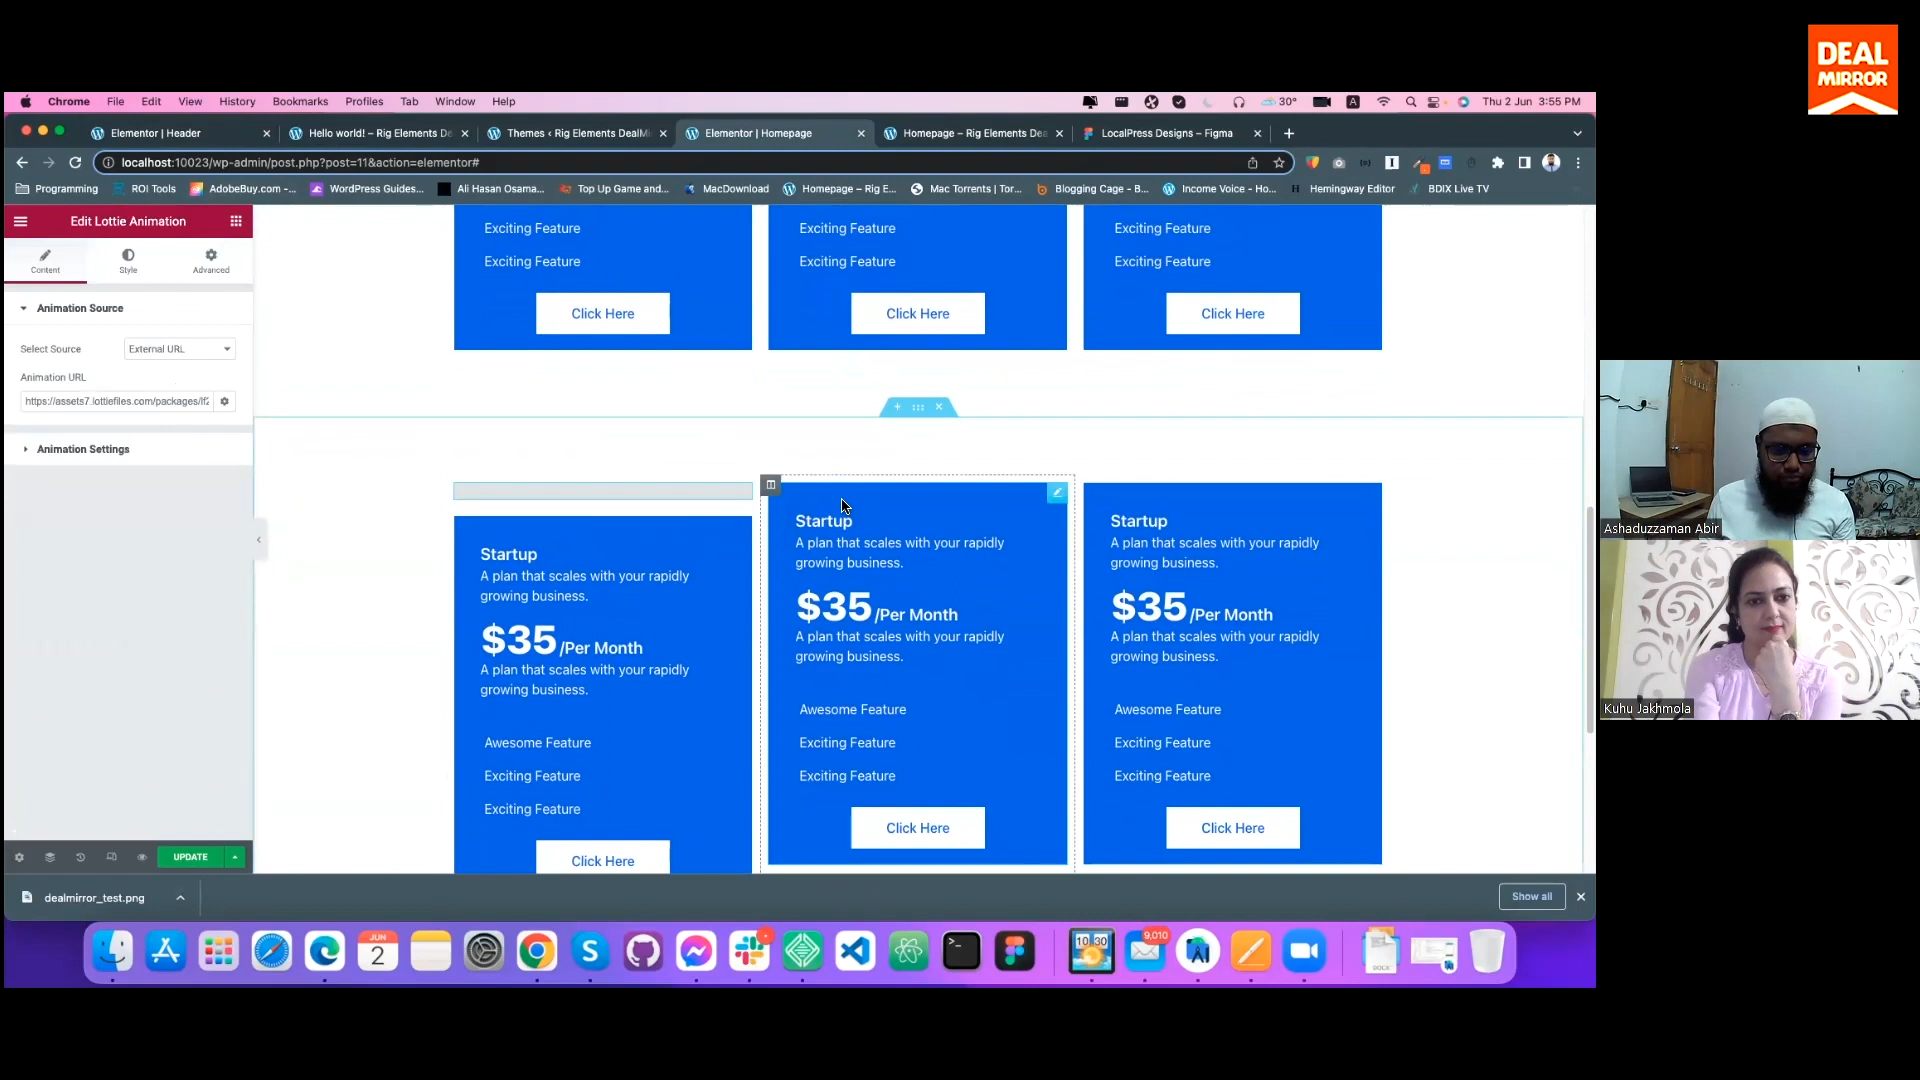 DEAL
MIRROR
Chrome File Edit View History Bookmarks Profiles Tab Window Help
30° A Thu 2 Jun 3:55 PM
Elementor | Header
Hello world! – Rig Elements De
Themes ‹ Rig Elements DealMi
Elementor | Homepage
Homepage – Rig Elements Dea
LocalPress Designs – Figma
localhost:10023/wp-admin/post.php?post=11&action=elementor#
Programming
ROI Tools
AdobeBuy.com -...
WordPress Guides...
Ali Hasan Osama...
Top Up Game and...
MacDownload
Homepage – Rig E...
Mac Torrents | Tor...
Blogging Cage - B...
Income Voice - Ho...
Hemingway Editor
BDIX Live TV
Edit Lottie Animation
Content
Style
Advanced
Animation Source
Select Source
External URL
Animation URL
https://assets7.lottiefiles.com/packages/lf2
Animation Settings
UPDATE
Exciting Feature
Exciting Feature
Click Here
Exciting Feature
Exciting Feature
Click Here
Exciting Feature
Exciting Feature
Click Here
Startup
A plan that scales with your rapidly
growing business.
$35 /Per Month
A plan that scales with your rapidly
growing business.
Awesome Feature
Exciting Feature
Exciting Feature
Click Here
Startup
A plan that scales with your rapidly
growing business.
$35 /Per Month
A plan that scales with your rapidly
growing business.
Awesome Feature
Exciting Feature
Exciting Feature
Click Here
Startup
A plan that scales with your rapidly
growing business.
$35 /Per Month
A plan that scales with your rapidly
growing business.
Awesome Feature
Exciting Feature
Exciting Feature
Click Here
Ashaduzzaman Abir
Kuhu Jakhmola
dealmirror_test.png
Show all
JUN
2
10:30
9,010
DOCX